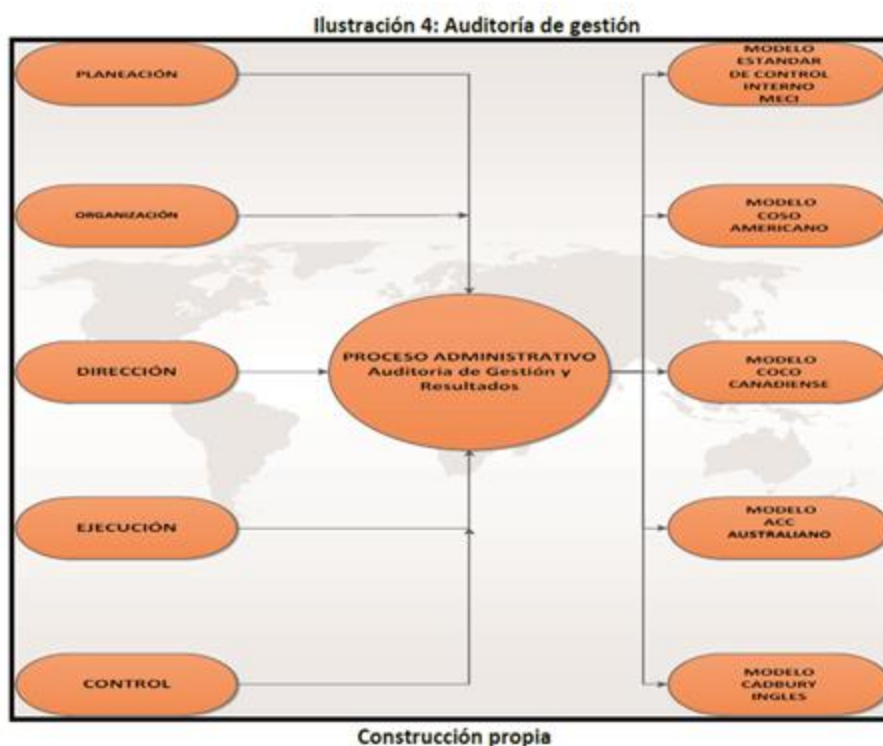 Ilustración 4: Auditoría de gestión
PLANEACIÓN
ORGANIZACIÓN
DIRECCIÓN
EJECUCIÓN
CONTROL
PROCESO ADMINISTRATIVO
Auditoria de Gestión y
Resultados
MODELO
ESTANDAR
DE CONTROL
INTERNO
MECI
MODELO
COSO
AMERICANO
MODELO
COCO
CANADIENSE
MODELO
ACC
AUSTRALIANO
MODELO
CADBURY
INGLES
Construcción propia